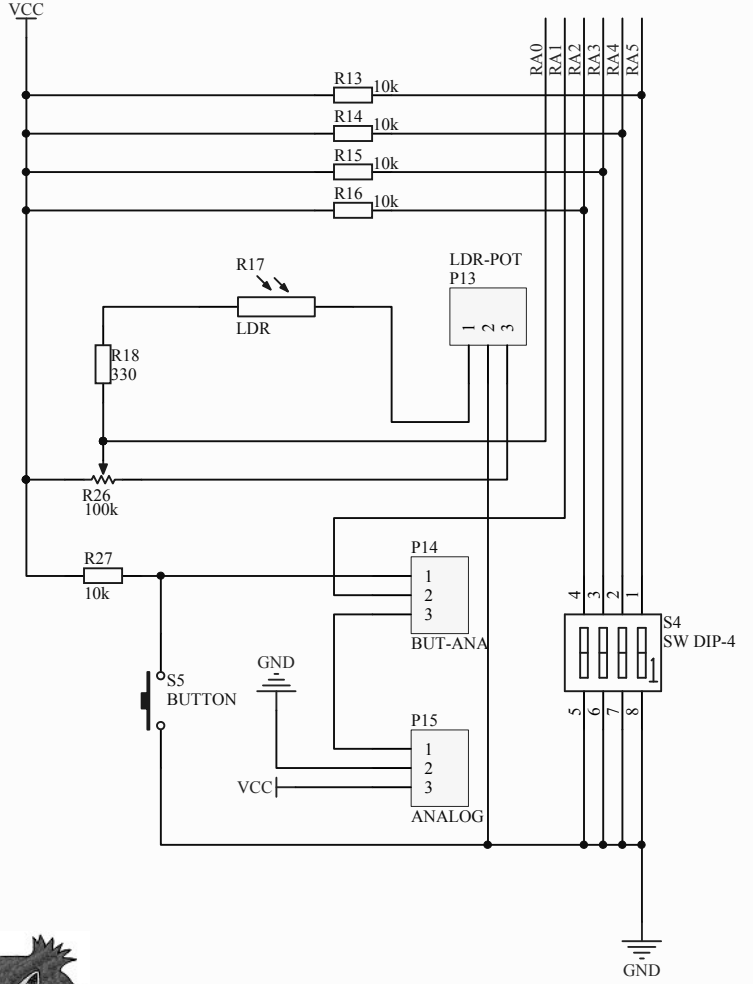 VCC
RA0
RA1
RA2
RA3
RA4
RA5
R13
10k
R14
10k
R15
10k
R16
10k
R17
LDR
LDR-POT
P13
1
2
3
R18
330
R26
100k
R27
10k
P14
1
2
3
BUT-ANA
4
3
2
1
S4
SW DIP-4
1
5
6
7
8
S5
BUTTON
GND
VCC
P15
1
2
3
ANALOG
GND